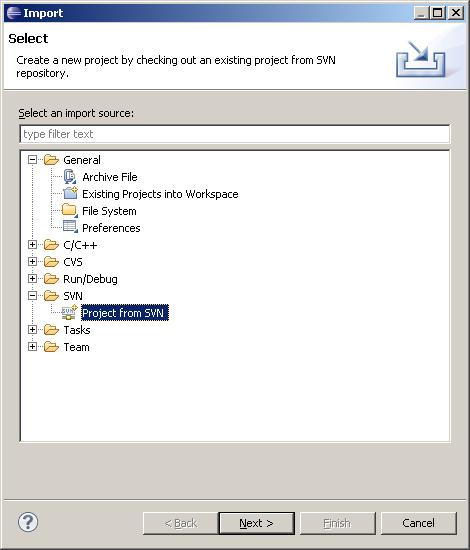 Import
Select
Create a new project by checking out an existing project from SVN
repository.
Select an import source:
type filter text
General
Archive File
Existing Projects into Workspace
File System
Preferences
C/C++
CVS
Run/Debug
SVN
Project from SVN
Tasks
Team
?
< Back
Next >
Finish
Cancel